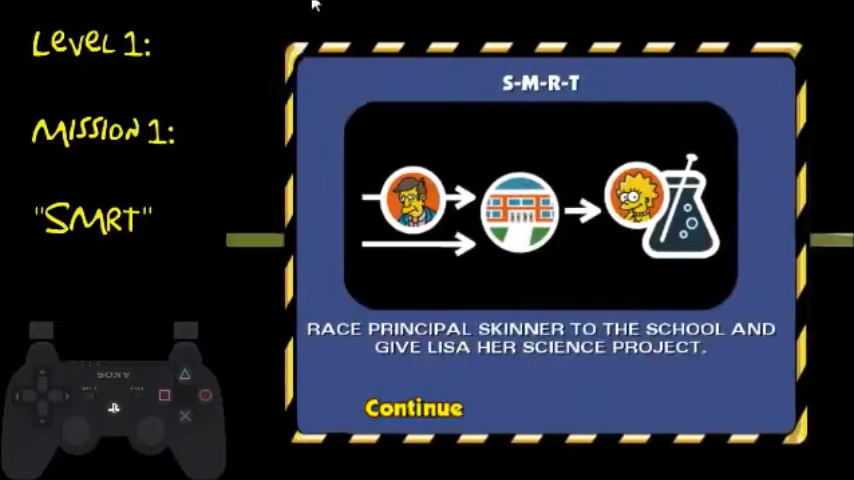 Level 1:
Mission 1:
"SMRT"
S-M-R-T
RACE PRINCIPAL SKINNER TO THE SCHOOL AND
GIVE LISA HER SCIENCE PROJECT.
Continue
SONY